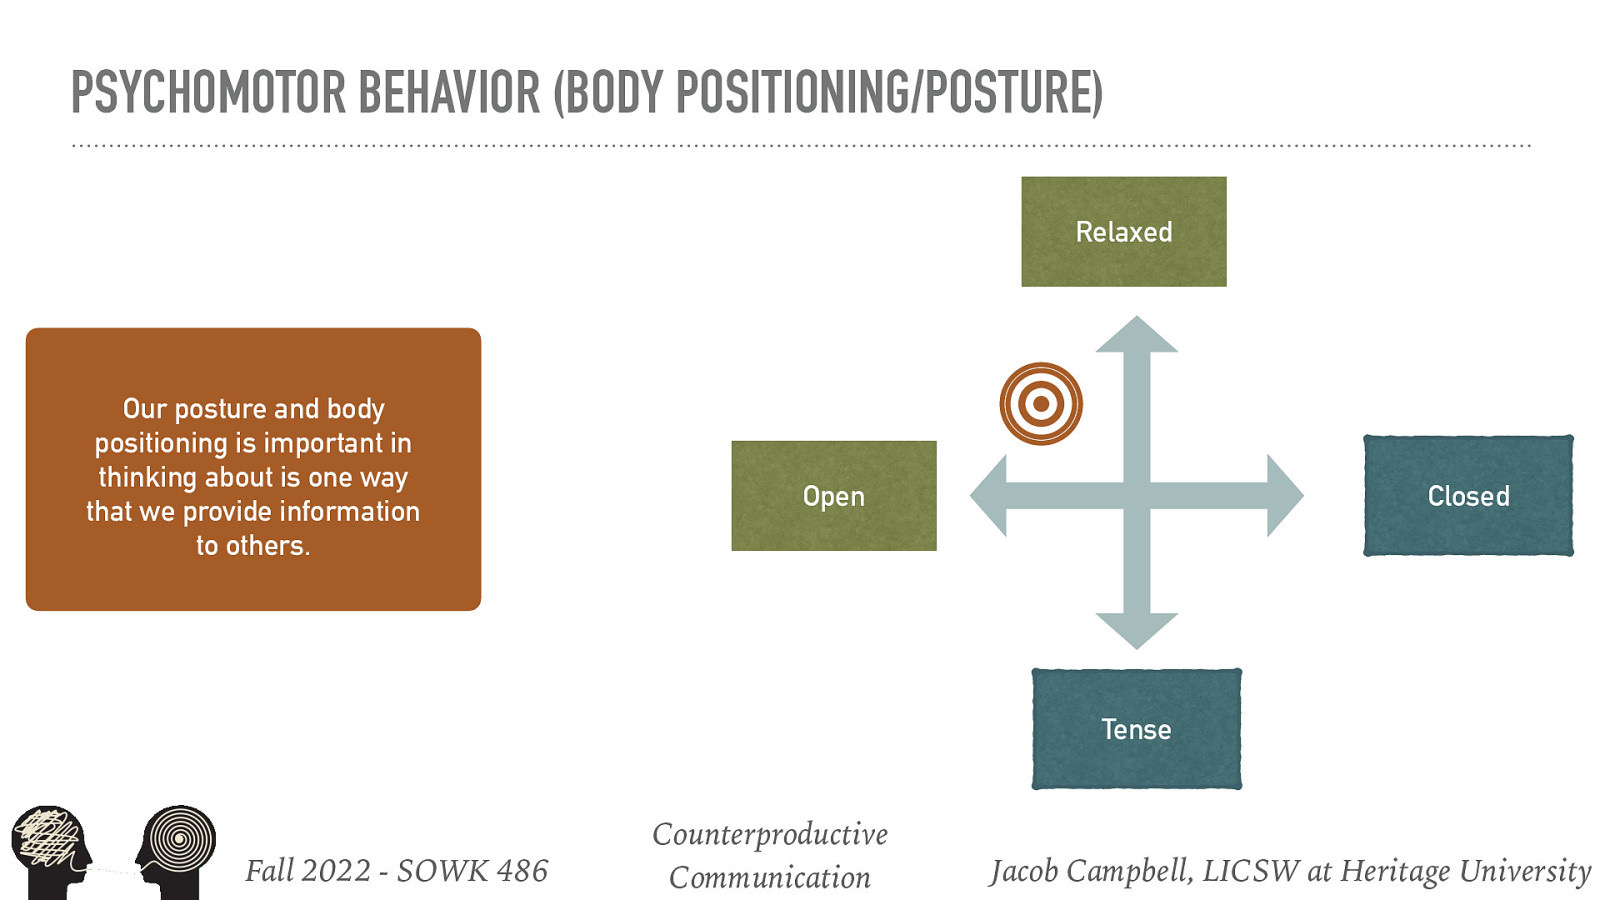 PSYCHOMOTOR BEHAVIOR (BODY POSITIONING/POSTURE)
Our posture and body
positioning is important in
thinking about is one way
that we provide information
to others.
Relaxed
Open
Closed
Tense
Fall 2022 - SOWK 486
Counterproductive
Communication
Jacob Campbell, LICSW at Heritage University